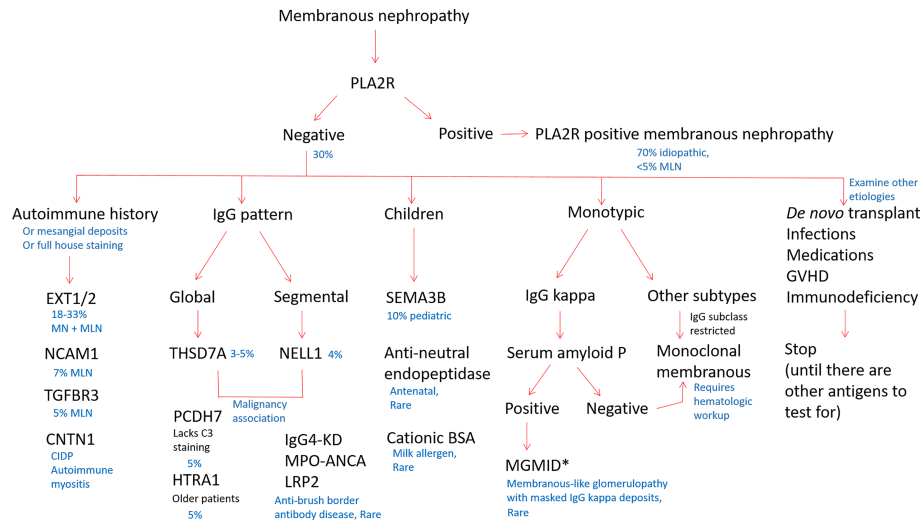 Membranous nephropathy
PLA2R
Negative
30%
Positive
PLA2R positive membranous nephropathy
70% idiopathic,
<5% MLN
Autoimmune history
Or mesangial deposits
Or full house staining
EXT1/2
18-33%
MN + MLN
NCAM1
7% MLN
TGFBR3
5% MLN
CNTN1
CIDP
Autoimmune
myositis
IgG pattern
Global
THSD7A 3-5%
Segmental
NELL1 4%
Malignancy
association
PCDH7
Lacks C3
staining
5%
HTRA1
Older patients
5%
IgG4-KD
MPO-ANCA
LRP2
Anti-brush border
antibody disease, Rare
Children
SEMA3B
10% pediatric
Anti-neutral
endopeptidase
Antenatal,
Rare
Cationic BSA
Milk allergen,
Rare
Monotypic
IgG kappa
Serum amyloid P
Positive
MGMID*
Membranous-like glomerulopathy
with masked IgG kappa deposits,
Rare
Negative
Other subtypes
IgG subclass
restricted
Monoclonal
membranous
Requires
hematologic
workup
Examine other
etiologies
De novo transplant
Infections
Medications
GVHD
Immunodeficiency
Stop
(until there are
other antigens to
test for)